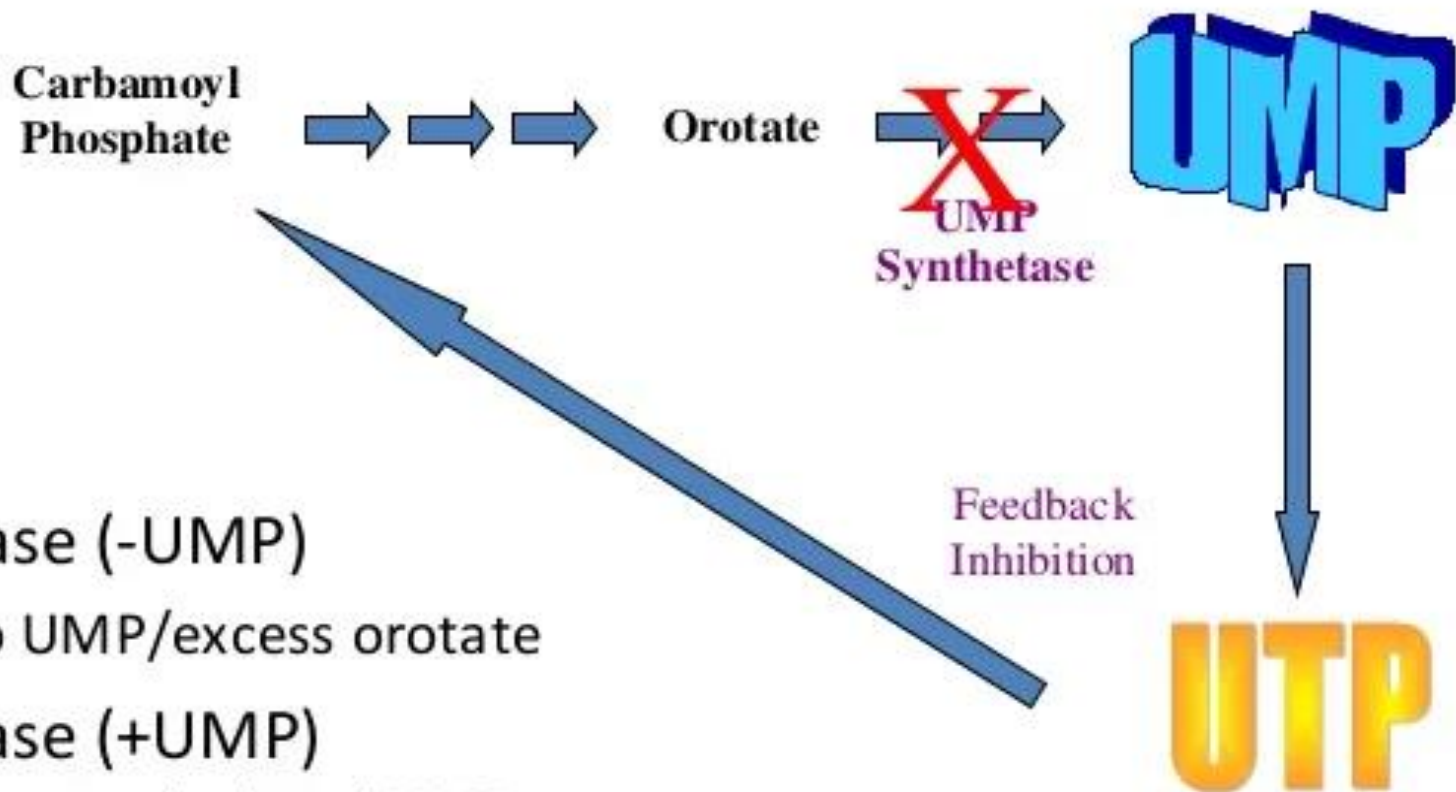 Carbamoyl
Phosphate
Orotate
X
UMP
Synthetase
UMP
Feedback
Inhibition
UTP
ase (-UMP)
UMP/excess orotate
ase (+UMP)